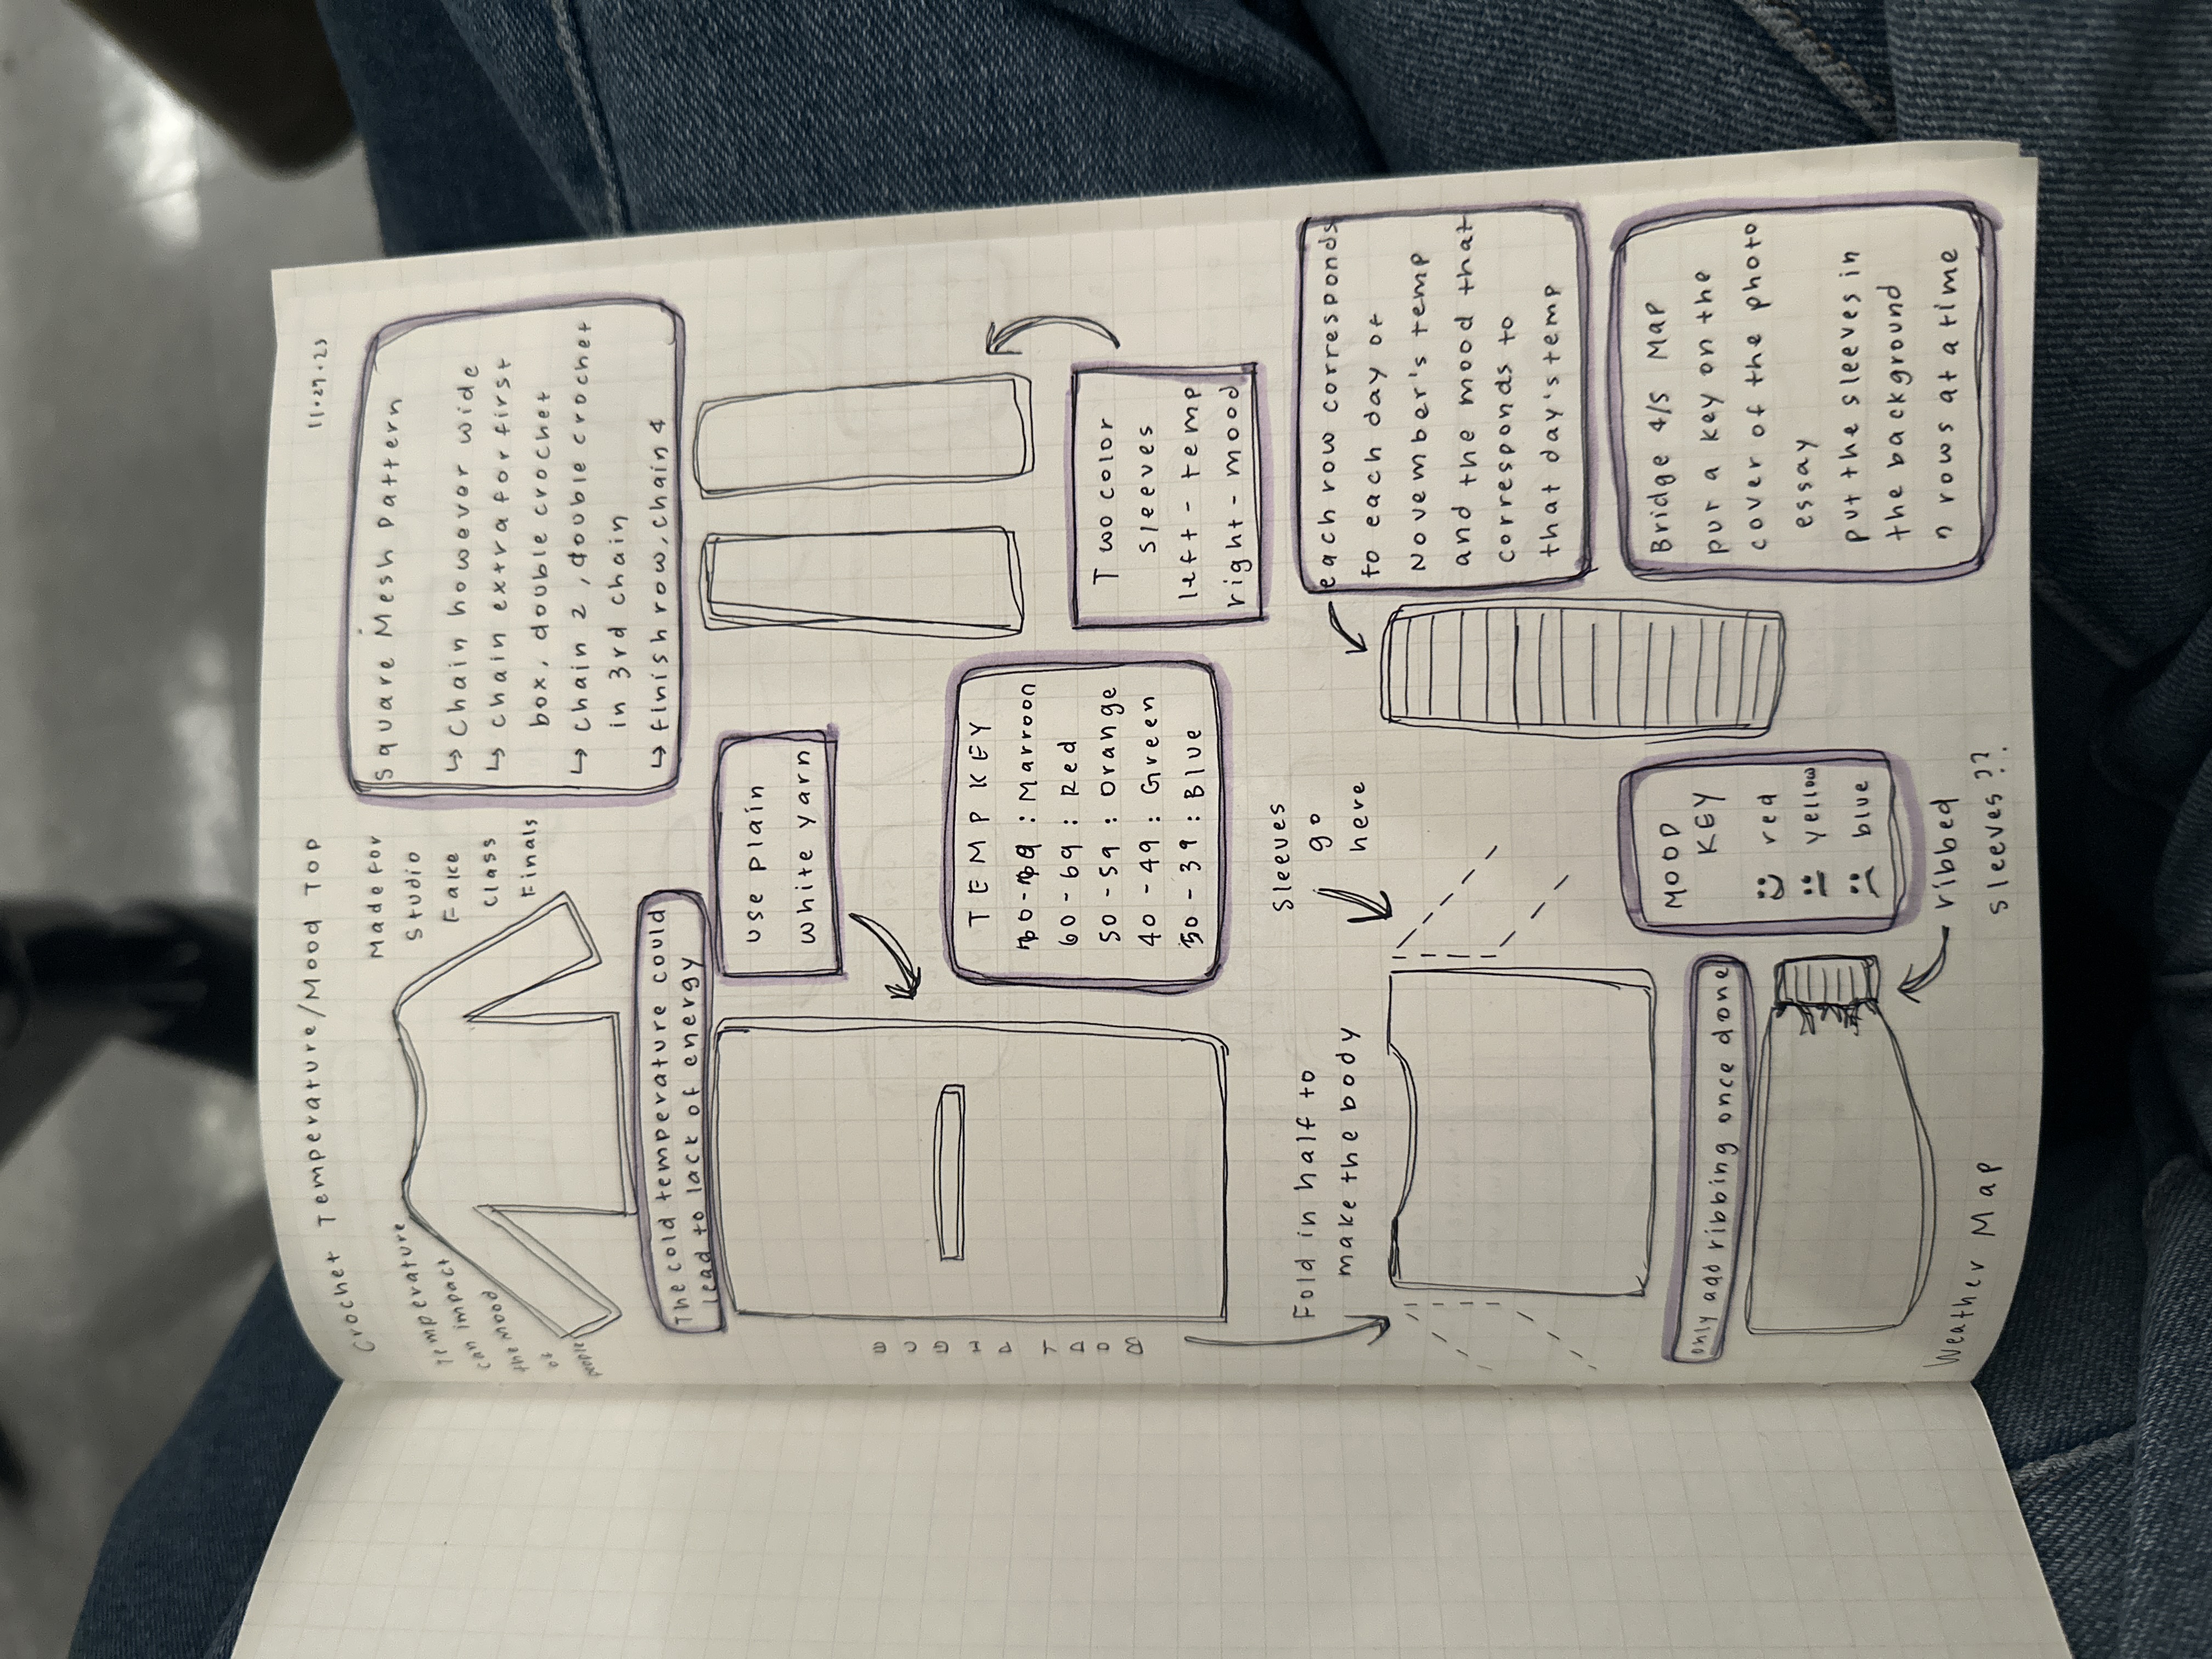 Crochet Temperature/Mood Top
11.29.23
Temperature
can impact
the mood
of
people
Made for
Studio
Fake
Class
Finals
Square Mesh Pattern
↳ Chain however wide
↳ chain extra for first
box, double crochet
↳ chain 2, double crochet
in 3rd chain
↳ finish row, chain 4
The cold temperature could
lead to lack of energy
use plain
white yarn
BODY PIECE
TEMP KEY
: Marroon
60-69 : Red
50-59 : Orange
40-49 : Green
30-39 : Blue
Two color
sleeves
left - temp
right - mood
Fold in half to
make the body
Sleeves
go
here
each row corresponds
to each day of
November's temp
and the mood that
corresponds to
that day's temp
only add ribbing once done
MOOD
KEY
red
yellow
blue
Bridge 4/5 Map
put a key on the
cover of the photo
essay
put the sleeves in
the background
rows at a time
ribbed
sleeves??
Weather Map